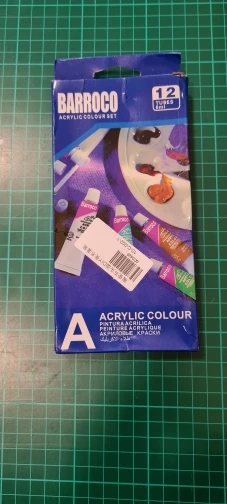 BARROCO
ACRYLIC COLOUR SET
12
TUBES
6ml
A
ACRYLIC COLOUR
PINTURA ACRILICA
PEINTURE ACRYLIQUE
АКРИЛОВЫЕ КРАСКИ